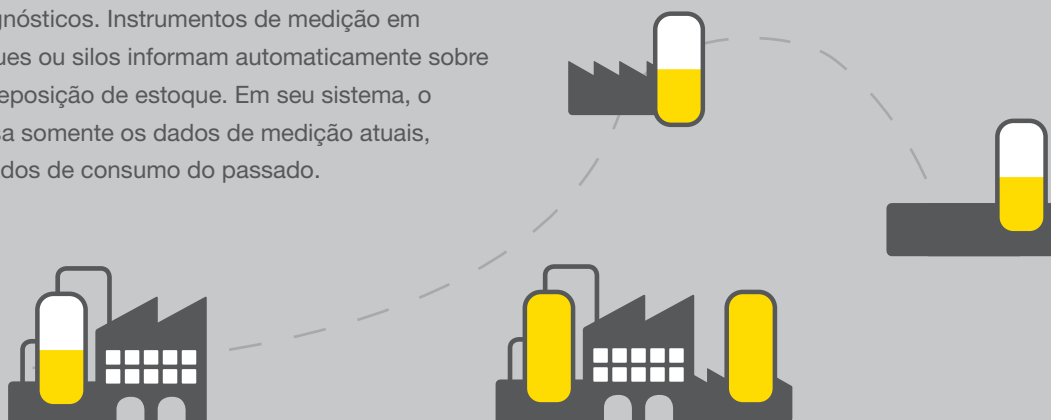 gnósticos. Instrumentos de medição em
ues ou silos informam automaticamente sobre
eposição de estoque. Em seu sistema, o
sa somente os dados de medição atuais,
dos de consumo do passado.